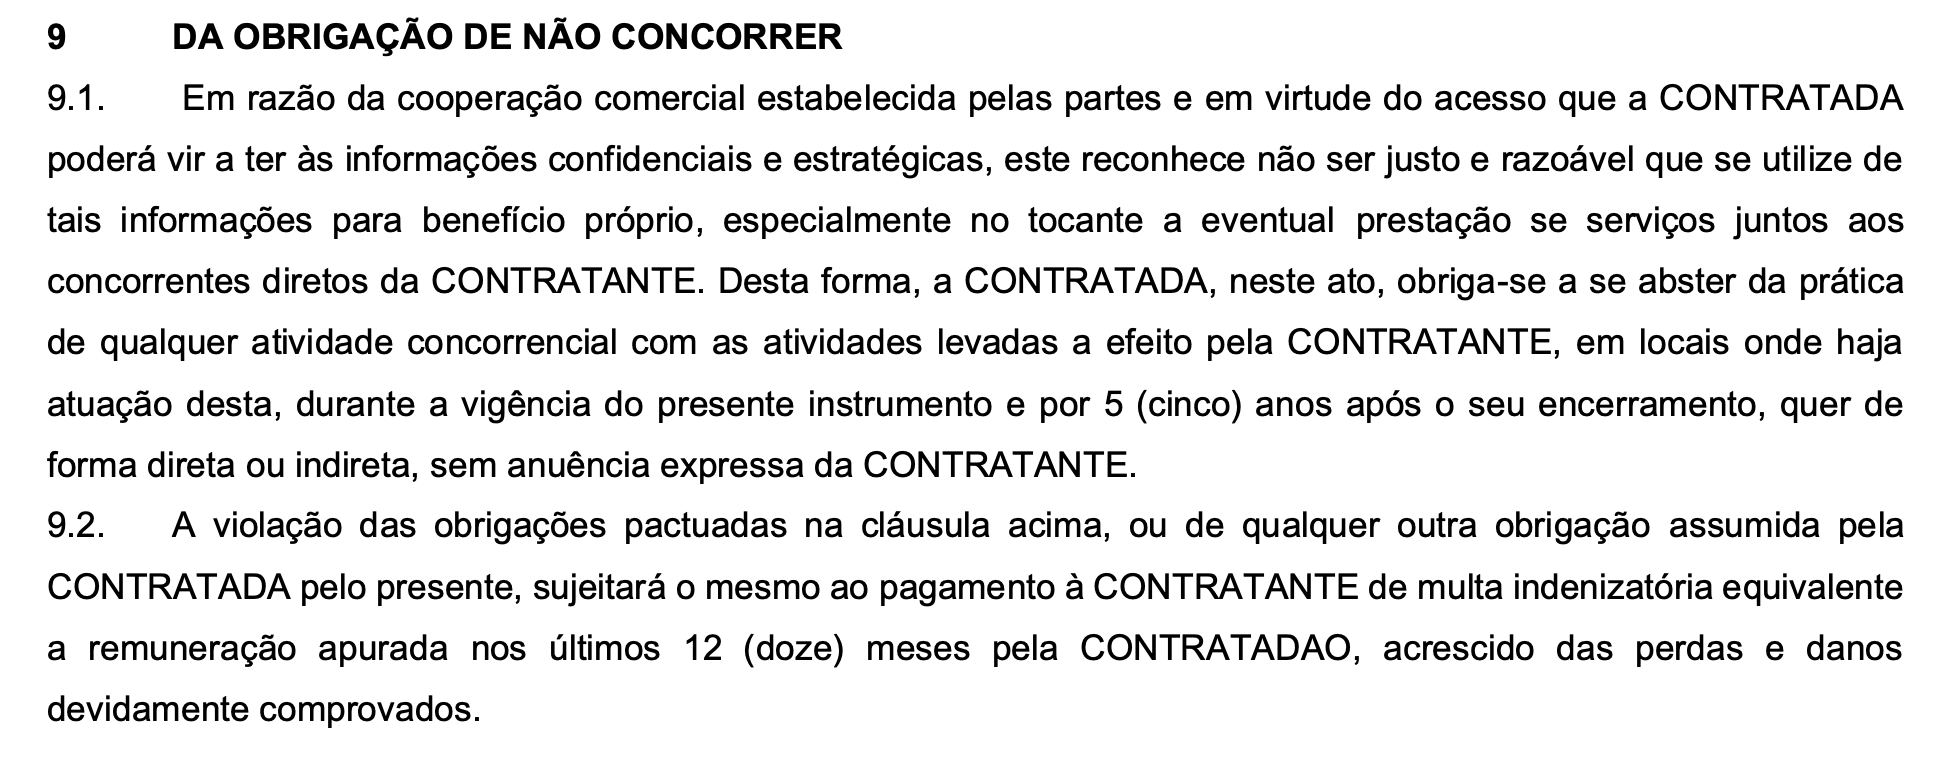 9 DA OBRIGAÇÃO DE NÃO CONCORRER
9.1. Em razão da cooperação comercial estabelecida pelas partes e em virtude do acesso que a CONTRATADA
poderá vir a ter às informações confidenciais e estratégicas, este reconhece não ser justo e razoável que se utilize de
tais informações para benefício próprio, especialmente no tocante a eventual prestação se serviços juntos aos
concorrentes diretos da CONTRATANTE. Desta forma, a CONTRATADA, neste ato, obriga-se a se abster da prática
de qualquer atividade concorrencial com as atividades levadas a efeito pela CONTRATANTE, em locais onde haja
atuação desta, durante a vigência do presente instrumento e por 5 (cinco) anos após o seu encerramento, quer de
forma direta ou indireta, sem anuência expressa da CONTRATANTE.
9.2. A violação das obrigações pactuadas na cláusula acima, ou de qualquer outra obrigação assumida pela
CONTRATADA pelo presente, sujeitará o mesmo ao pagamento à CONTRATANTE de multa indenizatória equivalente
a remuneração apurada nos últimos 12 (doze) meses pela CONTRATADAO, acrescido das perdas e danos
devidamente comprovados.